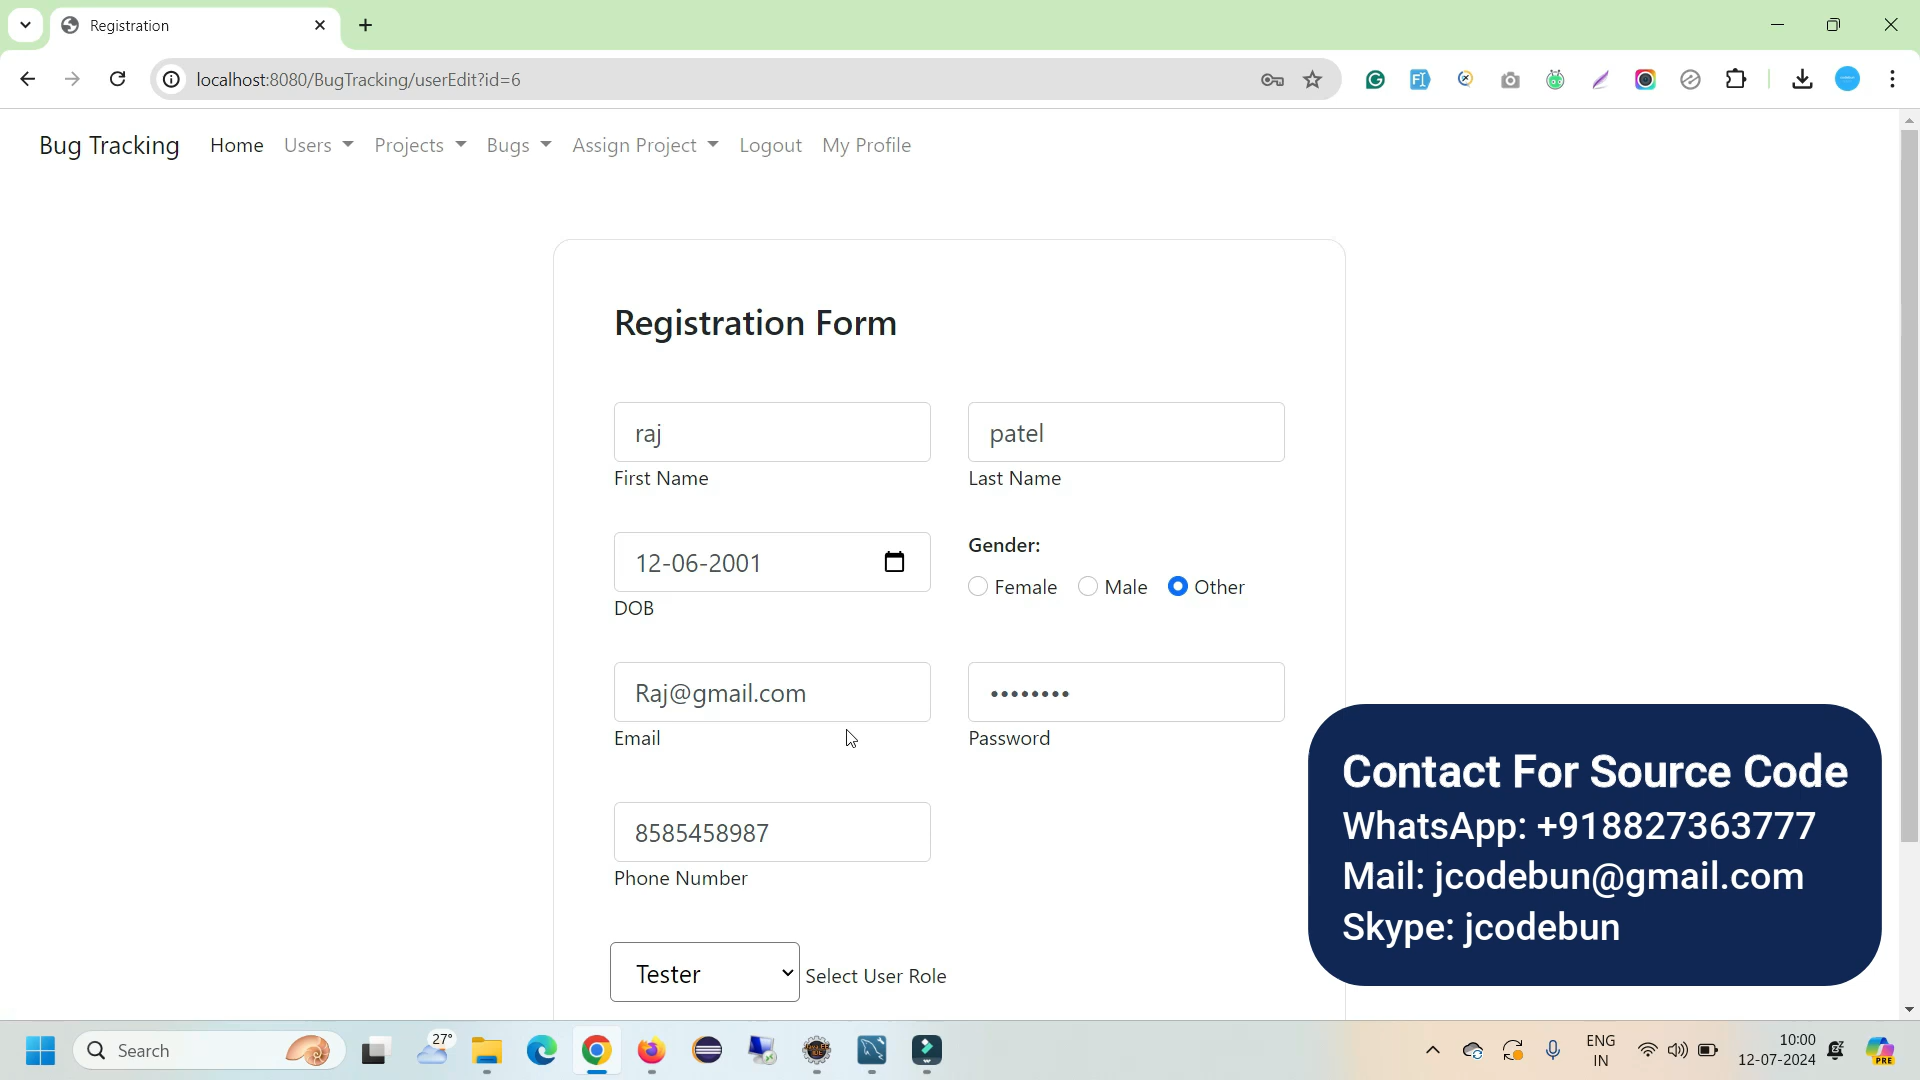 Registration
localhost:8080/BugTracking/userEdit?id=6
Bug Tracking Home Users Projects Bugs Assign Project Logout My Profile
Registration Form
raj patel
First Name Last Name
12-06-2001
DOB
Gender:
Female Male Other
Raj@gmail.com ••••••••
Email Password
8585458987
Phone Number
Tester Select User Role
Contact For Source Code
WhatsApp: +918827363777
Mail: jcodebun@gmail.com
Skype: jcodebun
Search
27°
ENG
IN
10:00
12-07-2024
PRE